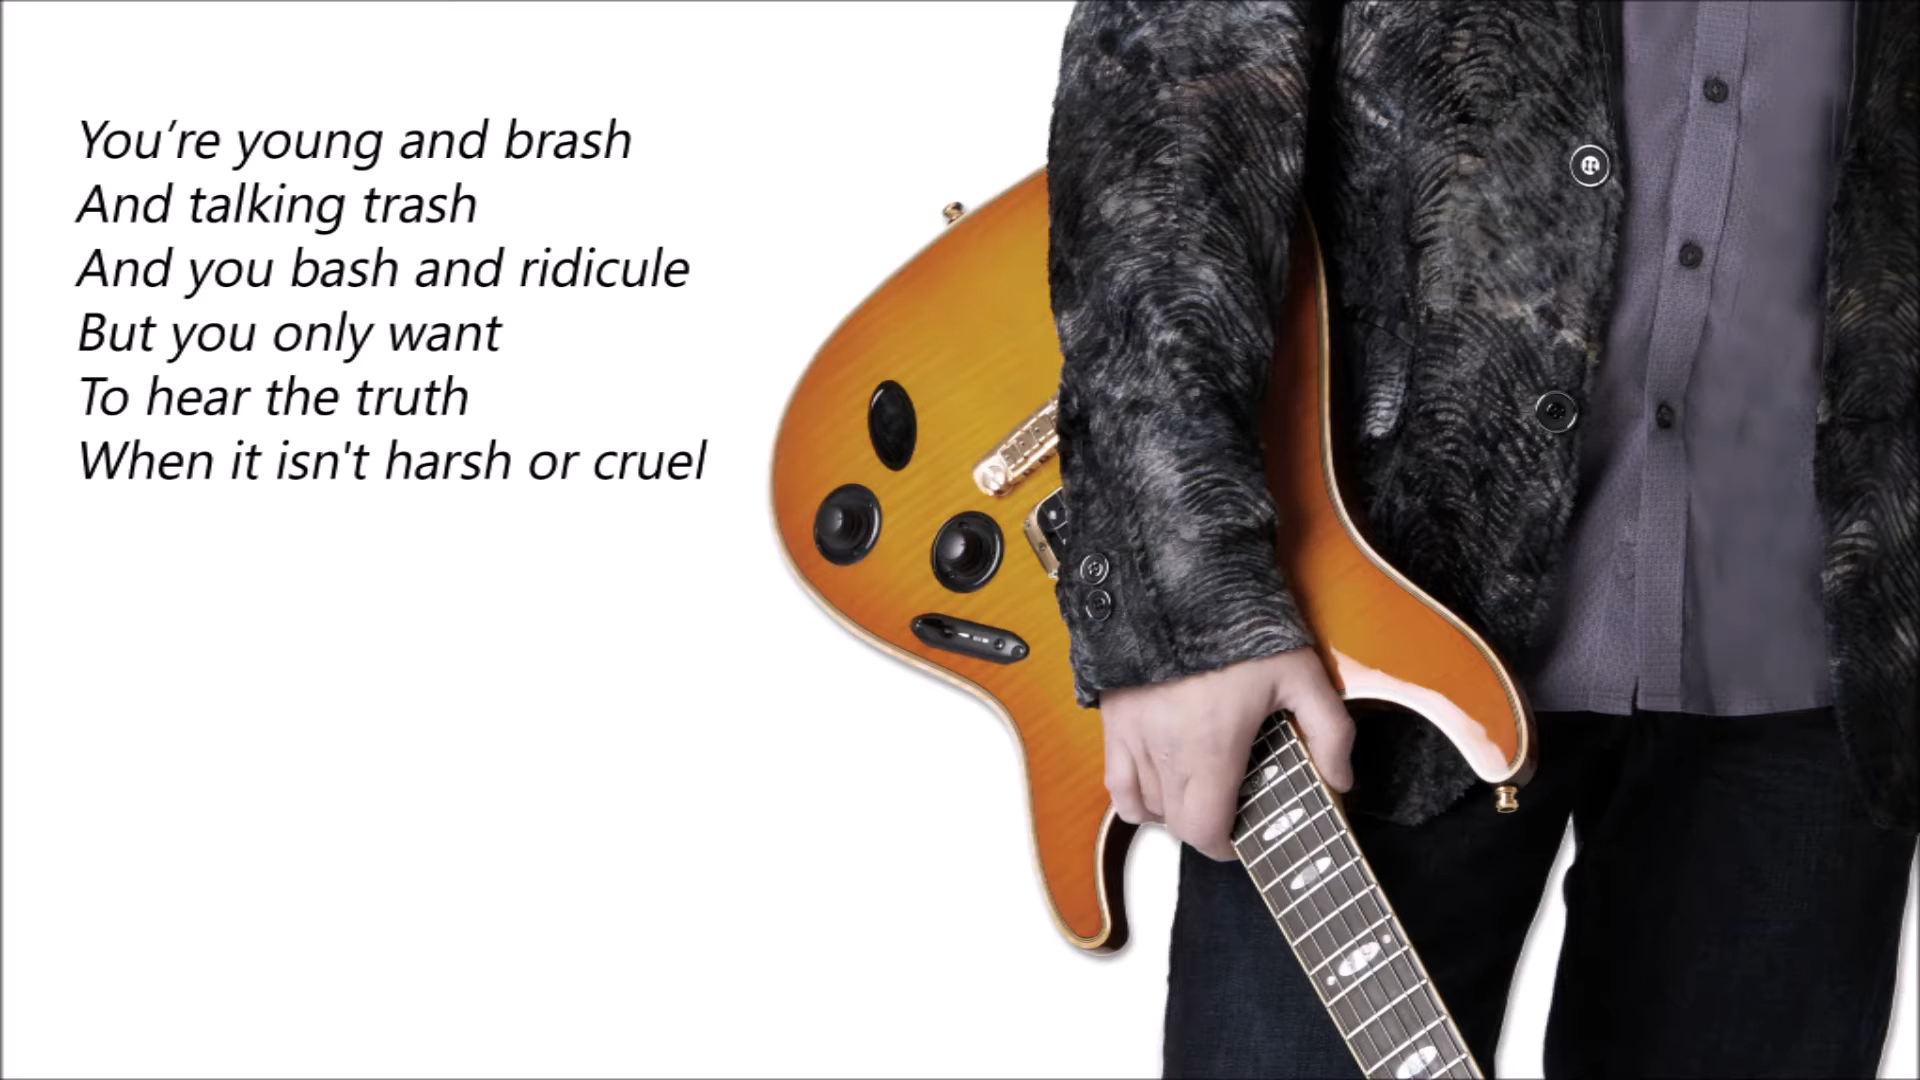 You’re young and brash
And talking trash
And you bash and ridicule
But you only want
To hear the truth
When it isn't harsh or cruel